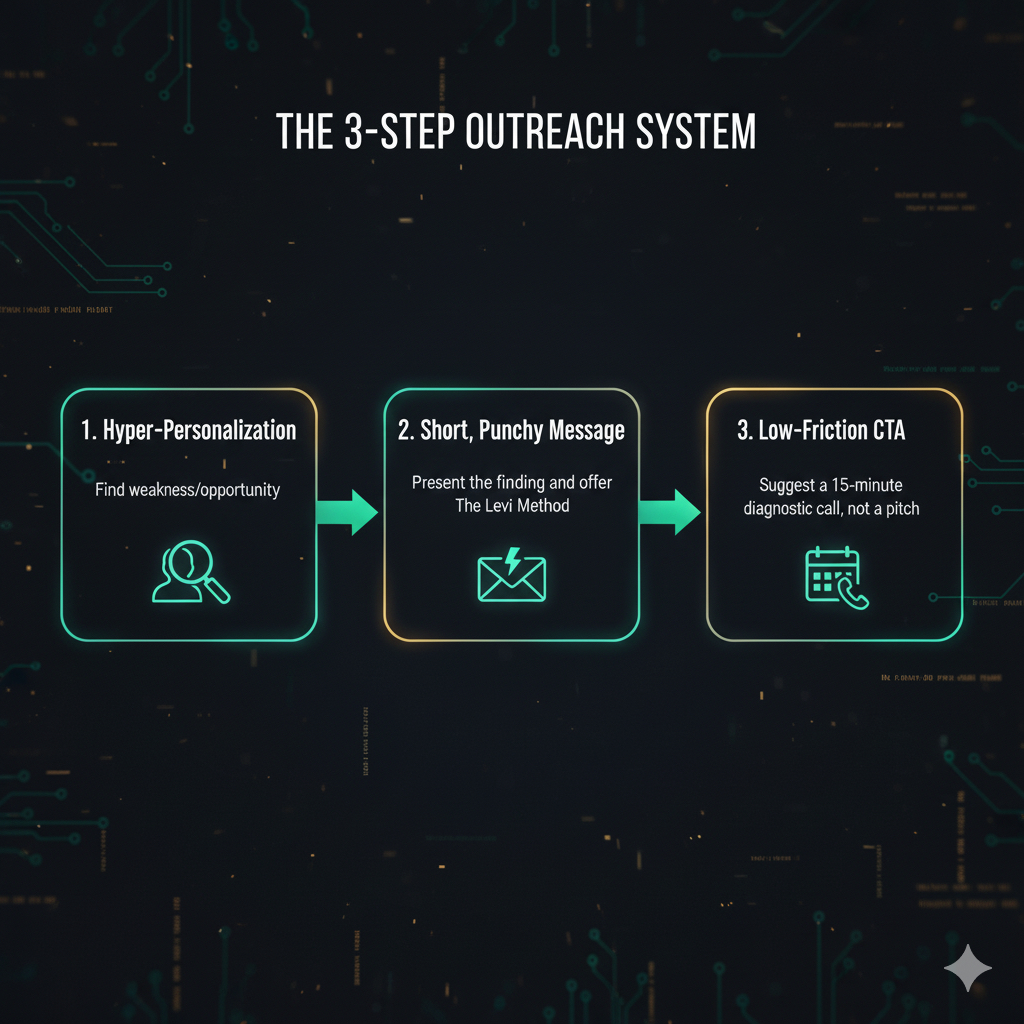 THE 3-STEP OUTREACH SYSTEM
1. Hyper-Personalization
Find weakness/opportunity
2. Short, Punchy Message
Present the finding and offer
The Levi Method
3. Low-Friction CTA
Suggest a 15-minute
diagnostic call, not a pitch